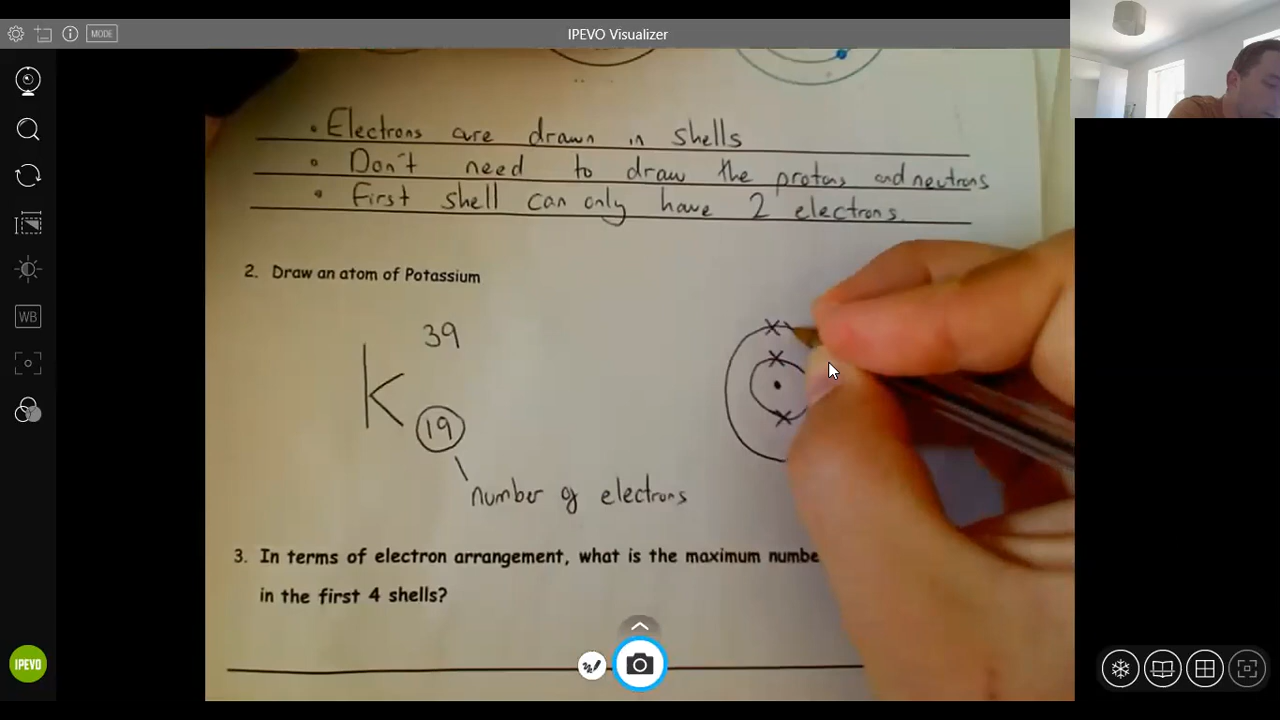 IPEVO Visualizer
MODE
WB
• Electrons are drawn in shells
• Don't need to draw the protons and neutrons
• First shell can only have 2 electrons.
2. Draw an atom of Potassium
39
K
19
number of electrons
3. In terms of electron arrangement, what is the maximum numbe
in the first 4 shells?
IPEVO